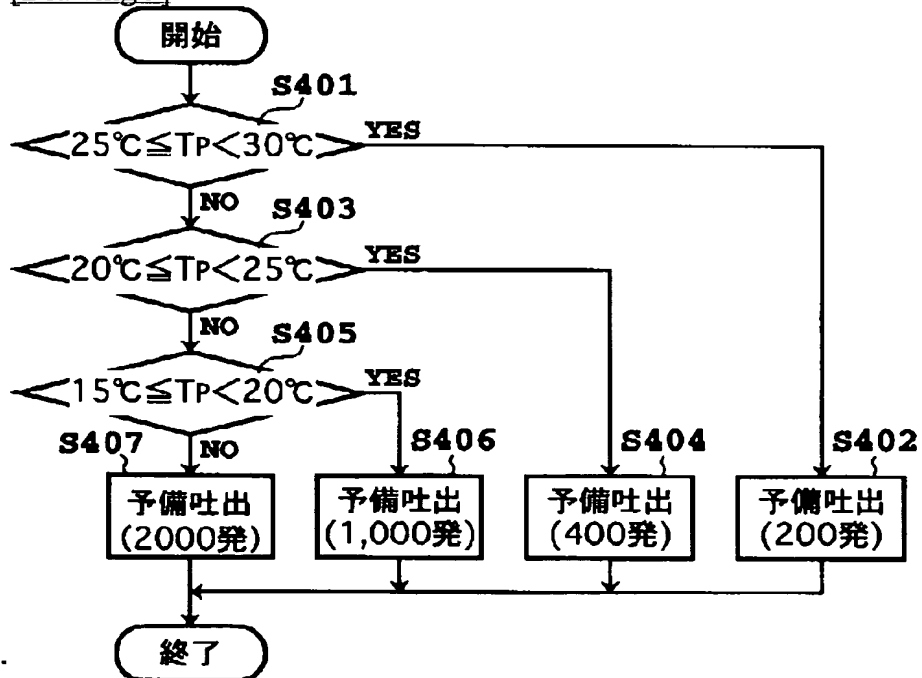 開始
S401
25℃≦TP<30℃ YES
NO
S403
20℃≦TP<25℃ YES
NO
S405
15℃≦TP<20℃ YES
NO
S407 S406 S404 S402
予備吐出 予備吐出 予備吐出 予備吐出
(2000発) (1,000発) (400発) (200発)
終了